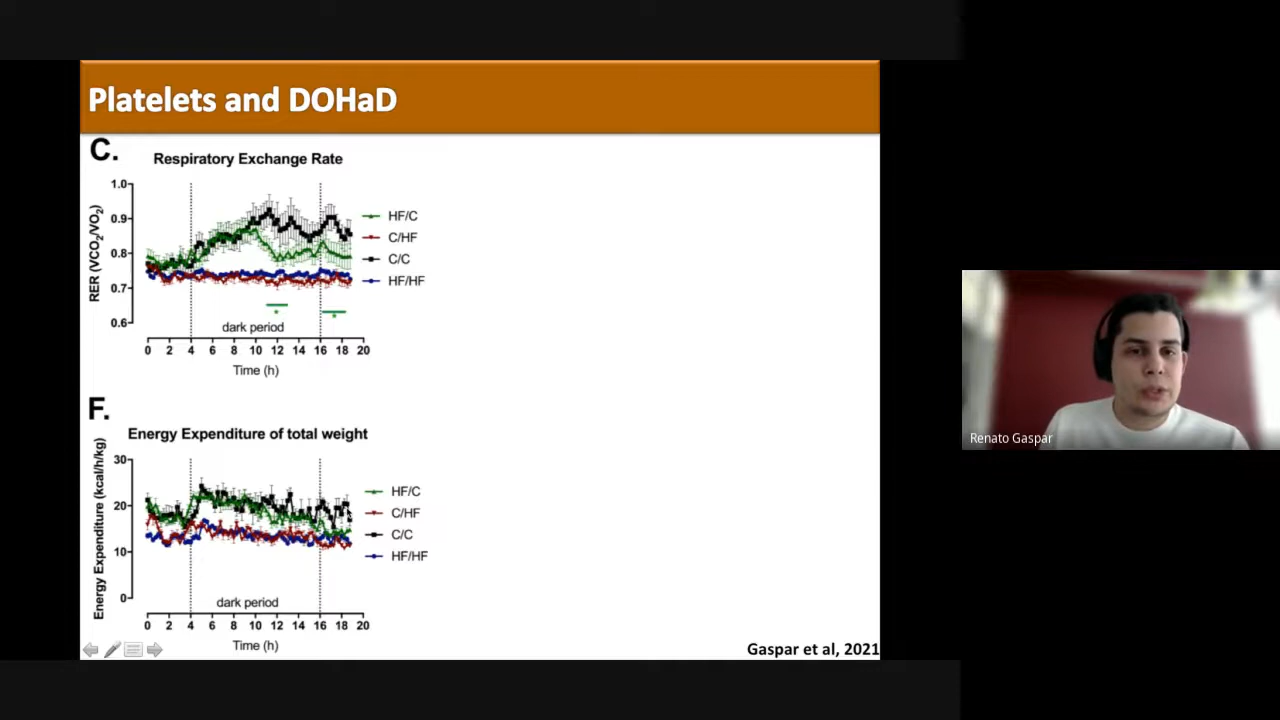 Platelets and DOHaD
C.
Respiratory Exchange Rate
RER (VCO2/VO2)
1.0
0.9
0.8
0.7
0.6
HF/C
C/HF
C/C
HF/HF
dark period
0 2 4 6 8 10 12 14 16 18 20
Time (h)
F.
Energy Expenditure of total weight
Energy Expenditure (kcal/h/kg)
30
20
10
0
HF/C
C/HF
C/C
HF/HF
dark period
0 2 4 6 8 10 12 14 16 18 20
Time (h)
Gaspar et al, 2021
Renato Gaspar